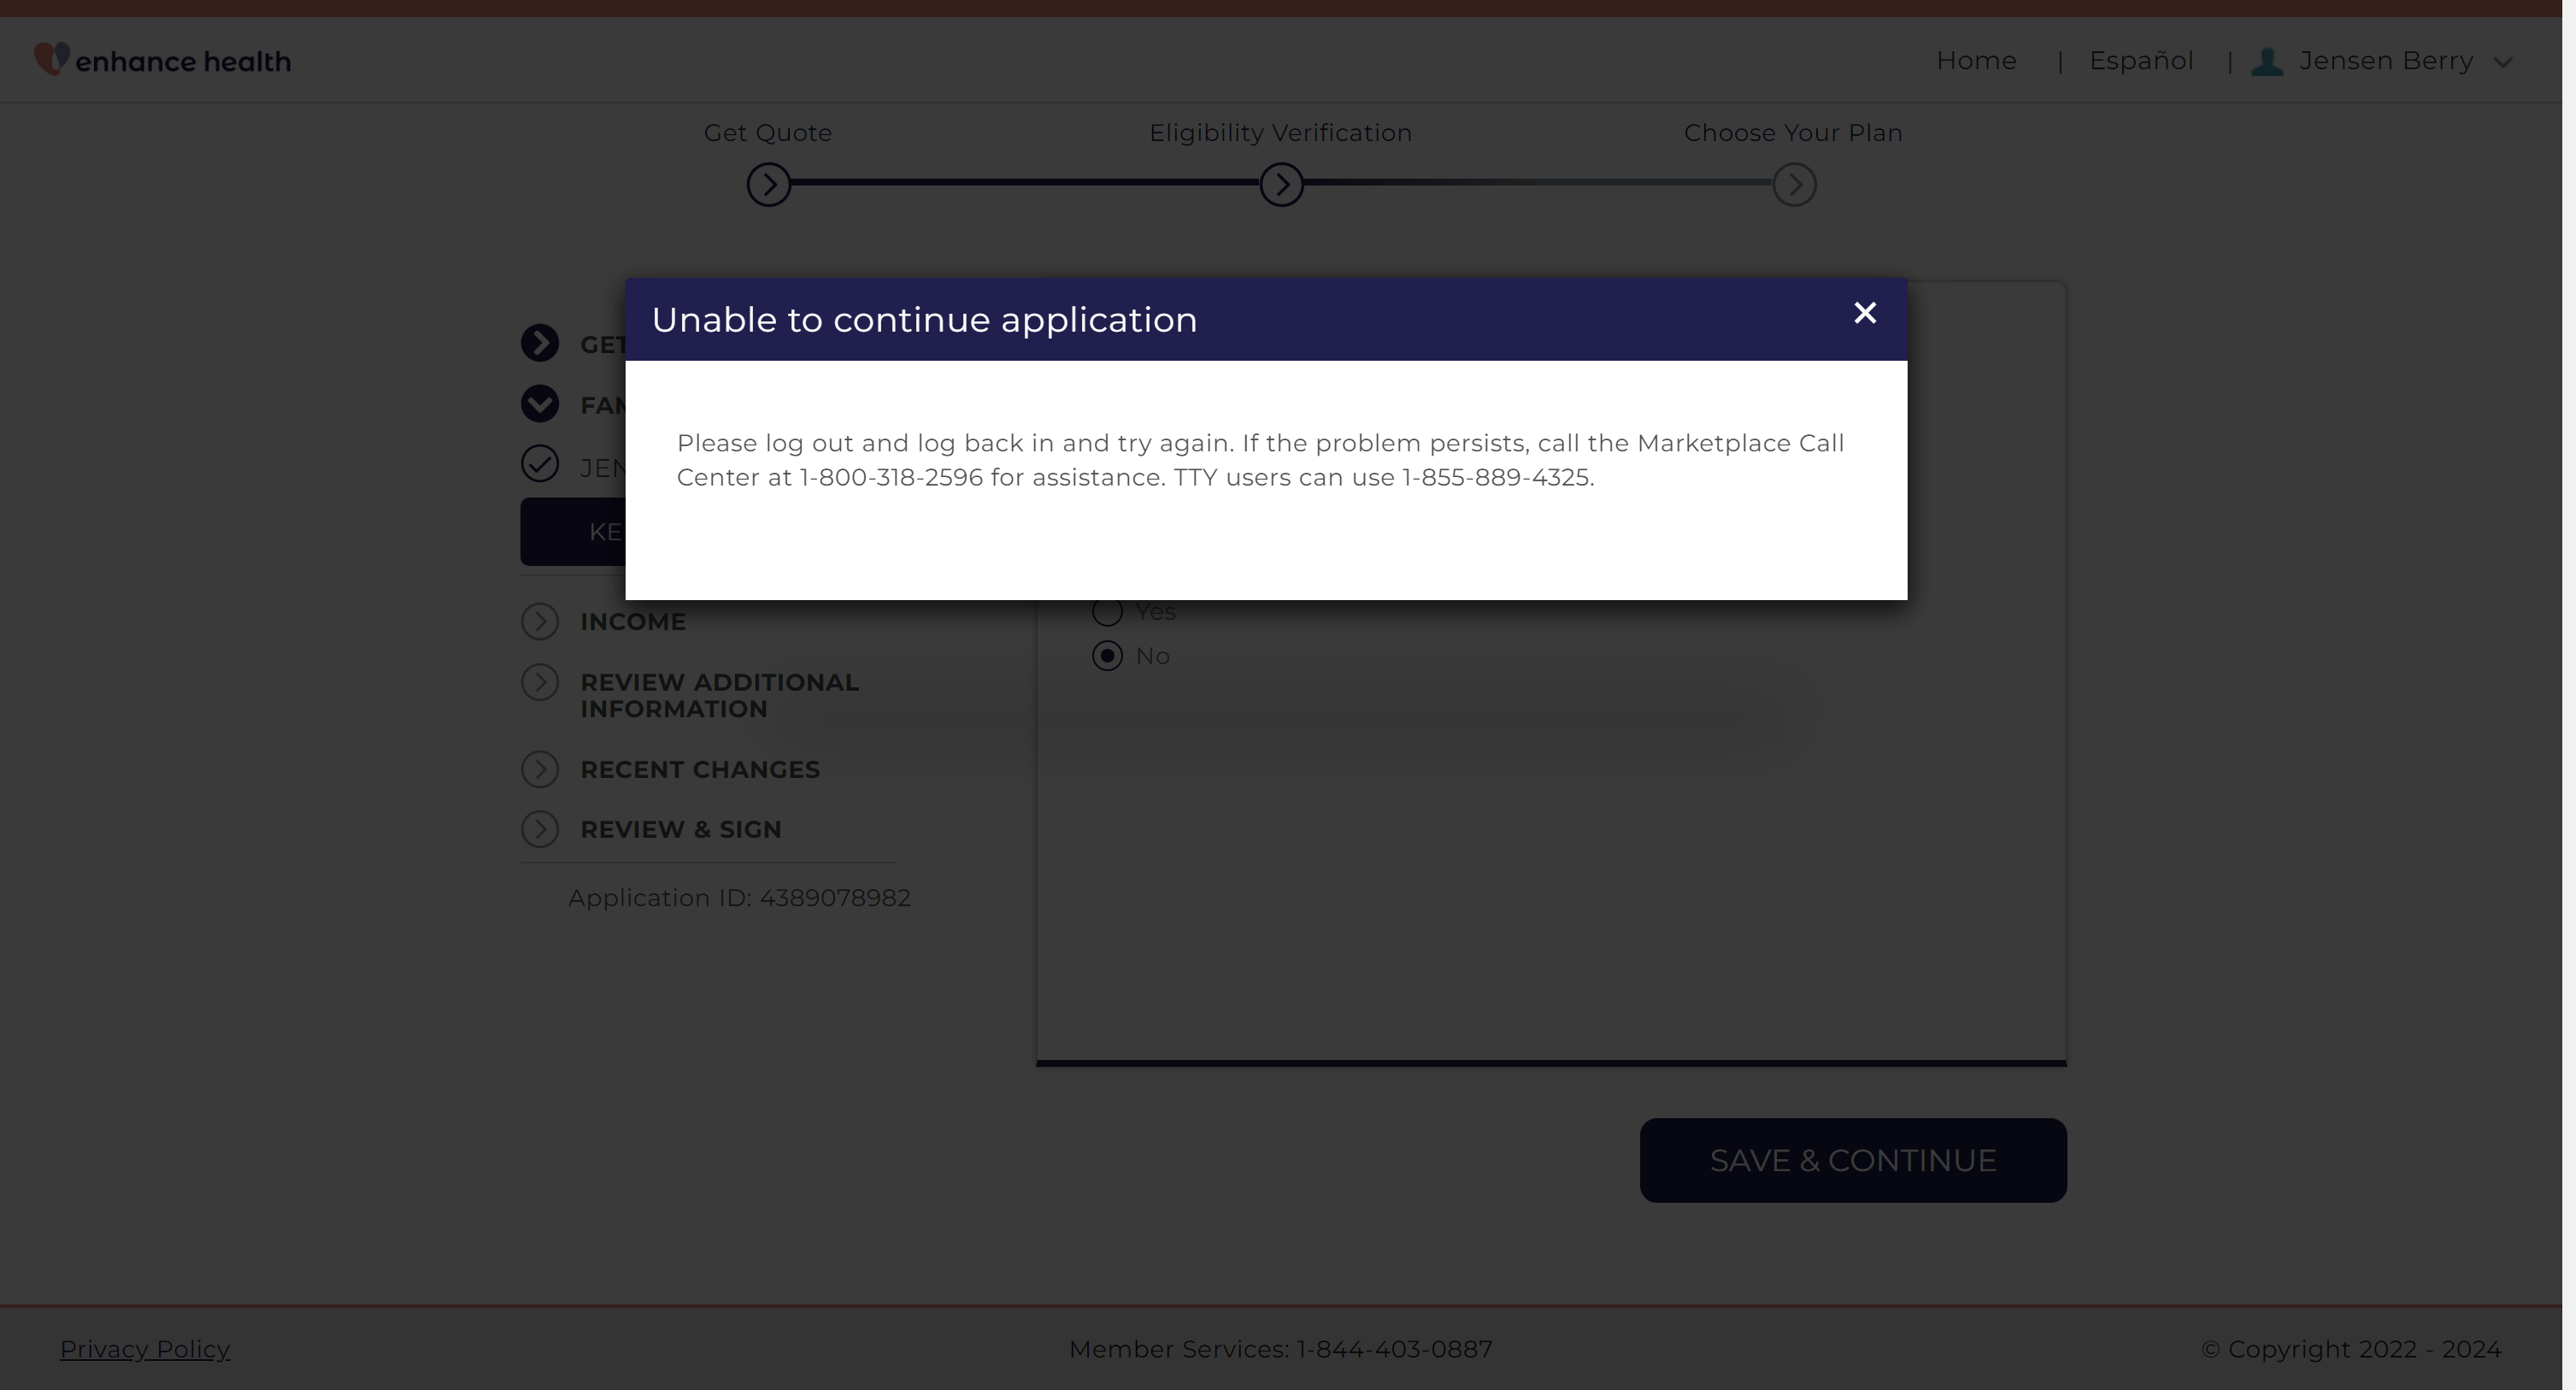 enhance health
Home | Español | Jensen Berry
Get Quote
Eligibility Verification
Choose Your Plan
Unable to continue application
Please log out and log back in and try again. If the problem persists, call the Marketplace Call
Center at 1-800-318-2596 for assistance. TTY users can use 1-855-889-4325.
GET
JEN
KE
Yes
No
INCOME
REVIEW ADDITIONAL
INFORMATION
RECENT CHANGES
REVIEW & SIGN
Application ID: 4389078982
SAVE & CONTINUE
Privacy Policy
Member Services: 1-844-403-0887
© Copyright 2022 - 2024